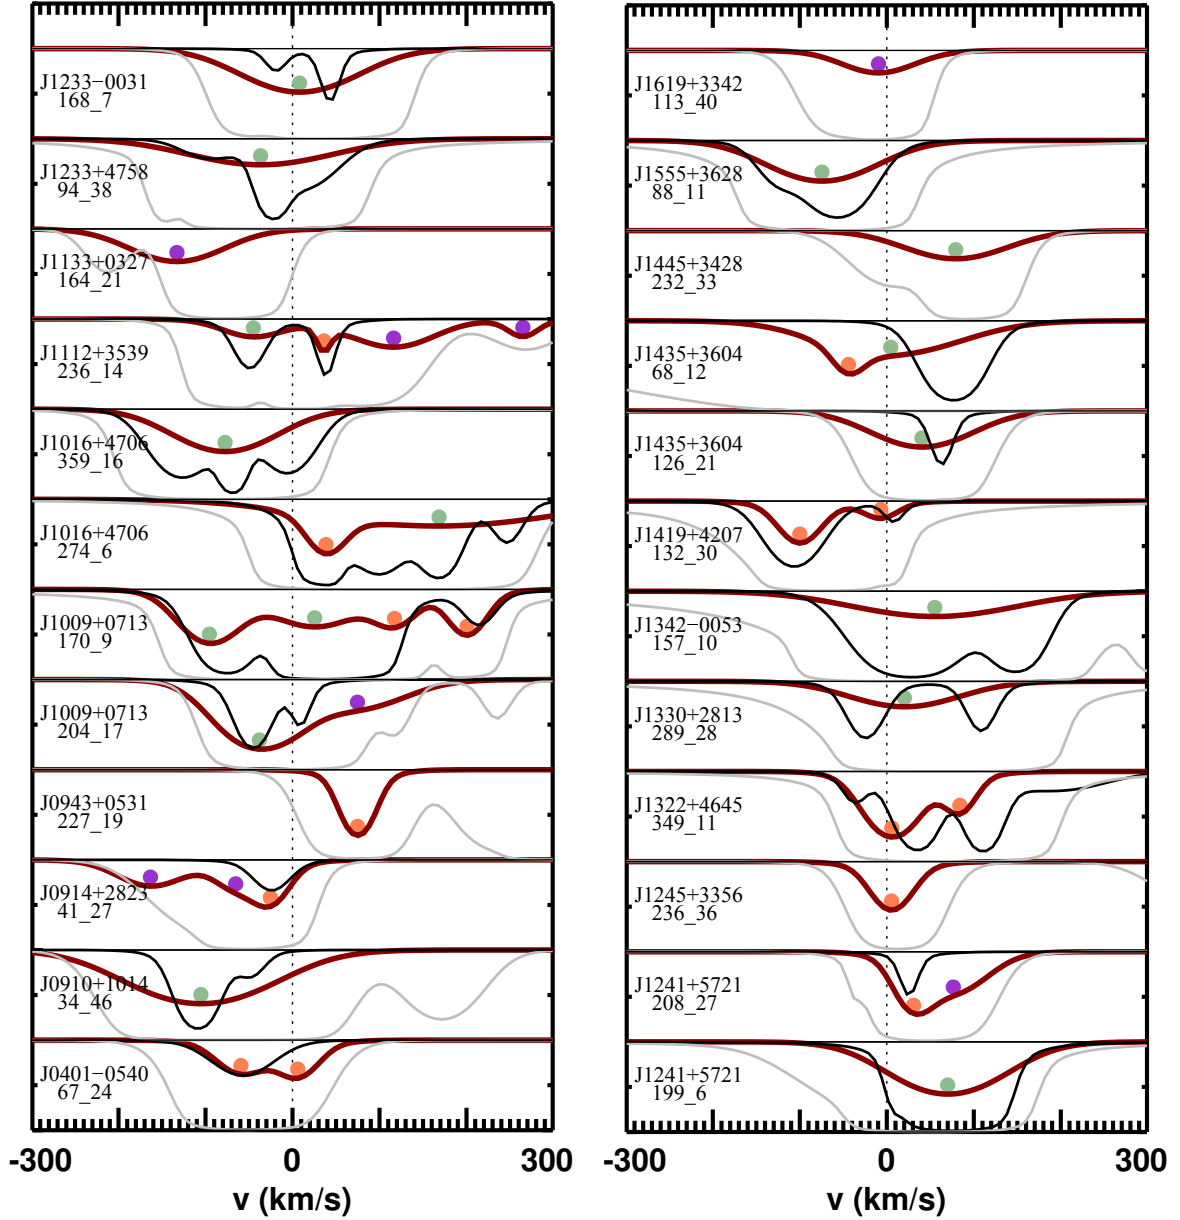 J1233−0031
168_7
J1233+4758
94_38
J1133+0327
164_21
J1112+3539
236_14
J1016+4706
359_16
J1016+4706
274_6
J1009+0713
170_9
J1009+0713
204_17
J0943+0531
227_19
J0914+2823
41_27
J0910+1014
34_46
J0401−0540
67_24
-300 0 300
v (km/s)
J1619+3342
113_40
J1555+3628
88_11
J1445+3428
232_33
J1435+3604
68_12
J1435+3604
126_21
J1419+4207
132_30
J1342−0053
157_10
J1330+2813
289_28
J1322+4645
349_11
J1245+3356
236_36
J1241+5721
208_27
J1241+5721
199_6
-300 0 300
v (km/s)